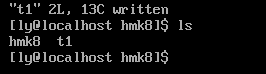 "t1" 2L, 13C written
[ly@localhost hmk8]$ ls
hmk8  t1
[ly@localhost hmk8]$